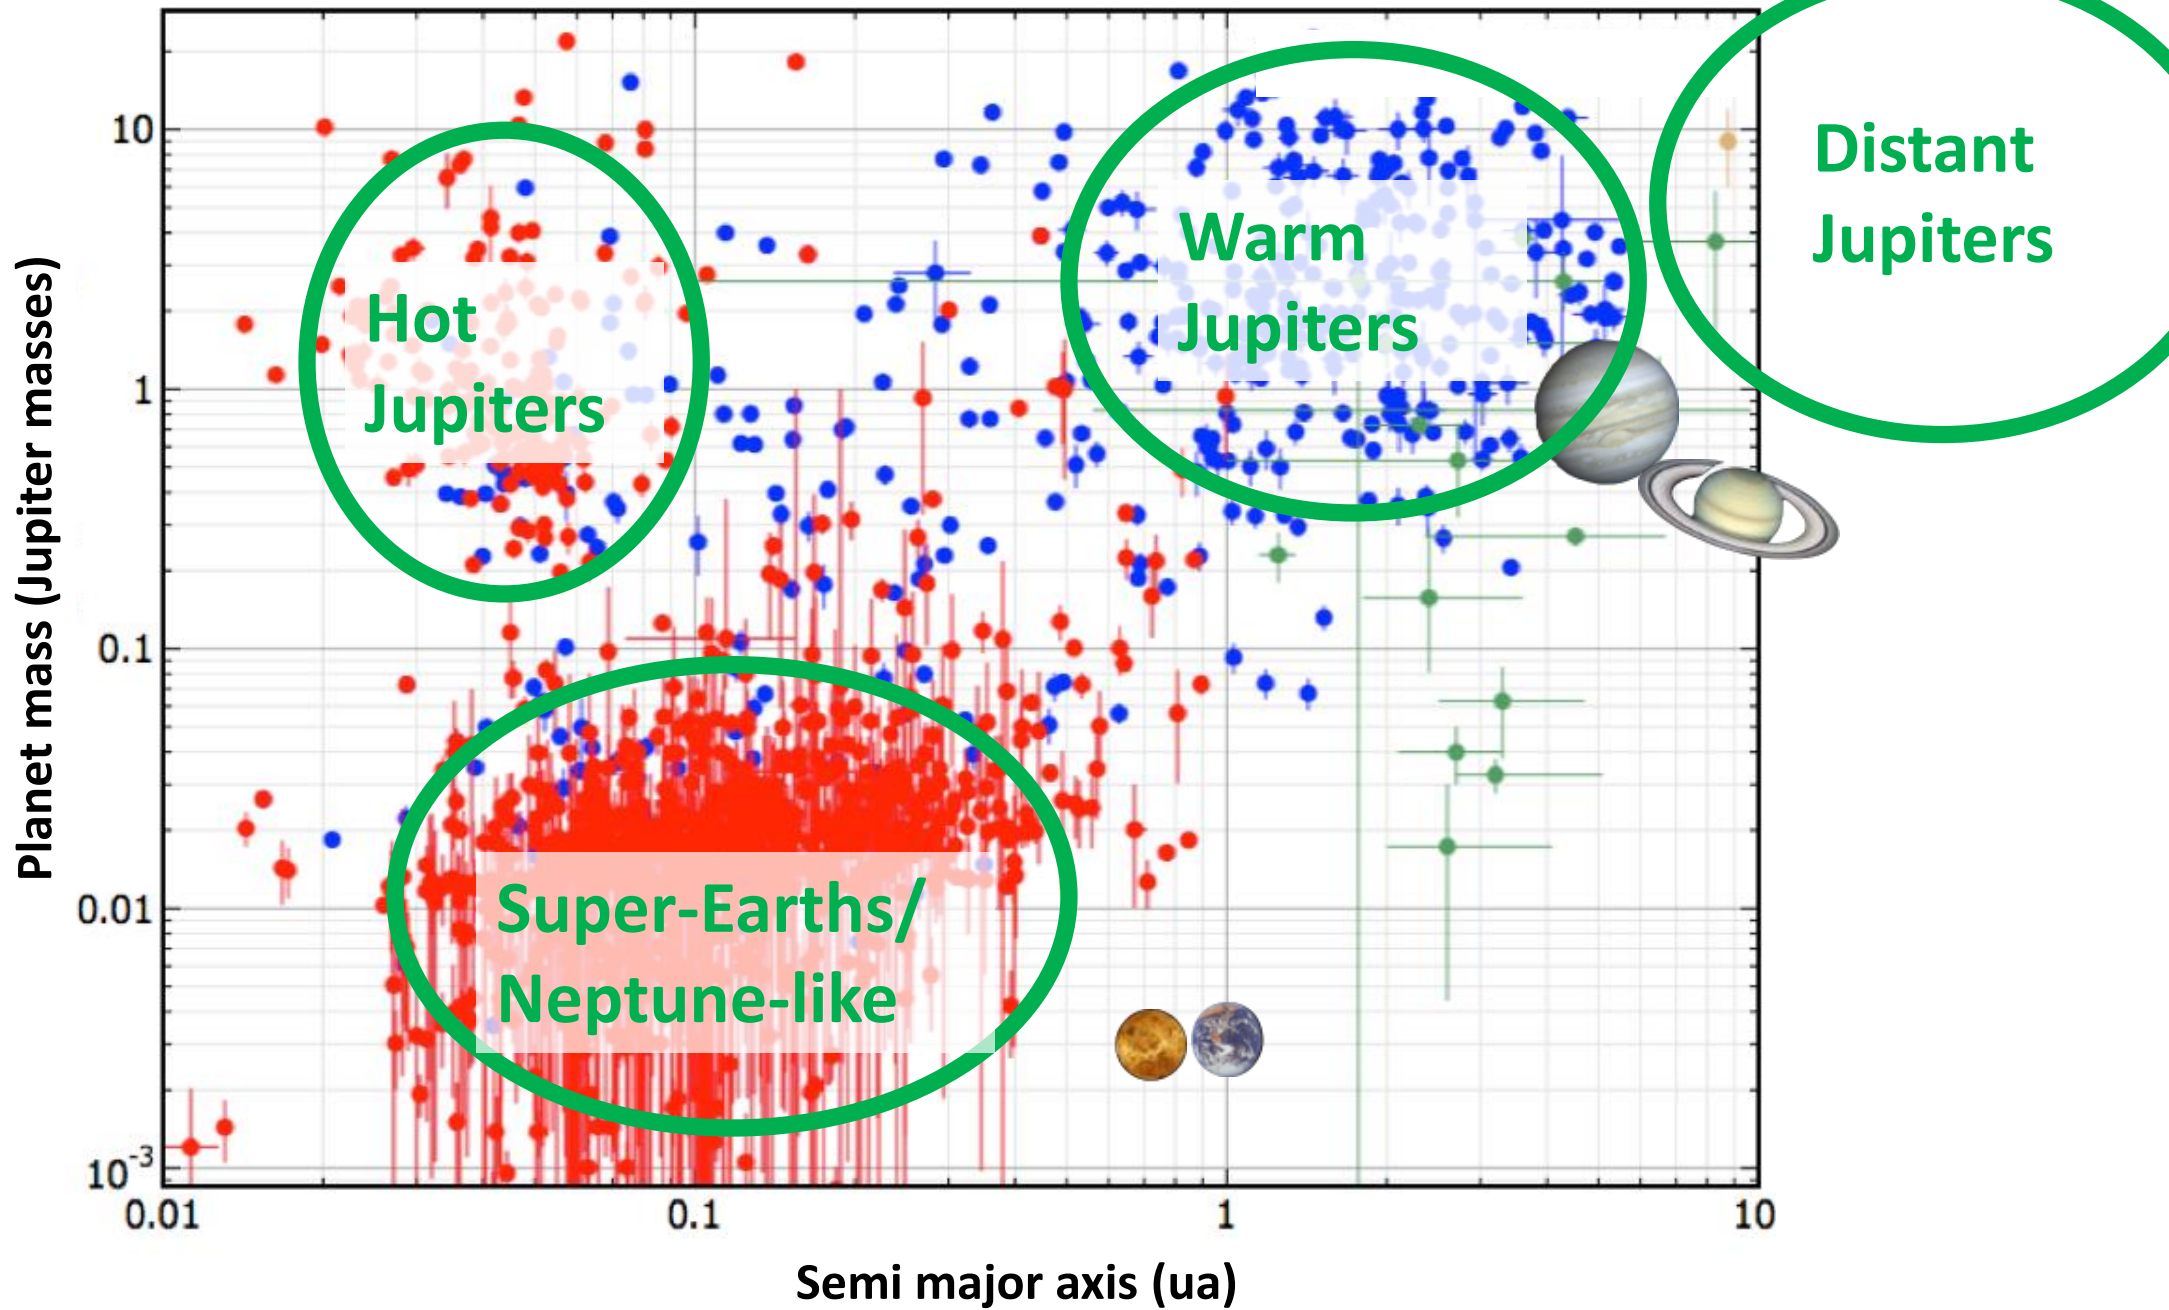 10
1
0.1
0.01
10-3
Planet mass (Jupiter masses)
Hot
Jupiters
Warm
Jupiters
Distant
Jupiters
Super-Earths/
Neptune-like
0.01
0.1
1
10
Semi major axis (ua)